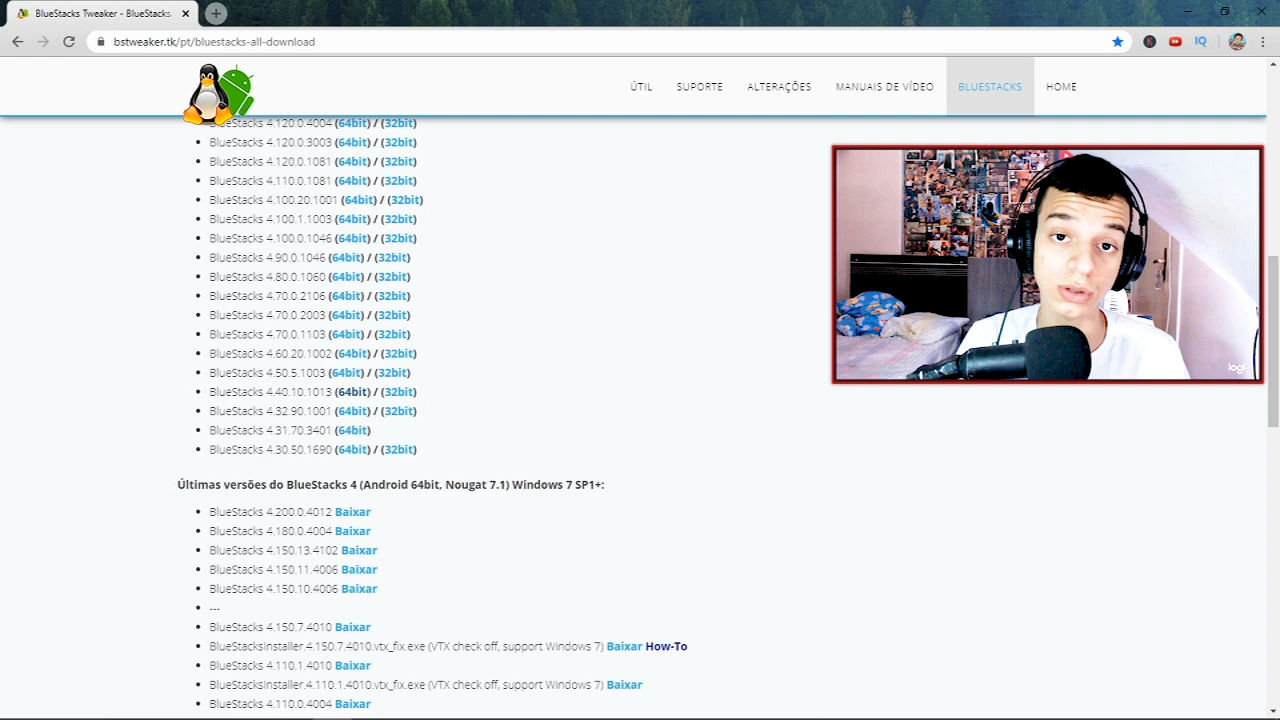 BlueStacks Tweaker - BlueStacks.
bstweaker.tk/pt/bluestacks-all-download
IQ
ÚTIL SUPORTE ALTERAÇÕES MANUAIS DE VÍDEO BLUESTACKS HOME
BlueStacks 4.120.0.4004 (64bit) / (32bit)
BlueStacks 4.120.0.3003 (64bit) / (32bit)
BlueStacks 4.120.0.1081 (64bit) / (32bit)
BlueStacks 4.110.0.1081 (64bit) / (32bit)
BlueStacks 4.100.20.1001 (64bit) / (32bit)
BlueStacks 4.100.1.1003 (64bit) / (32bit)
BlueStacks 4.100.0.1046 (64bit) / (32bit)
BlueStacks 4.90.0.1046 (64bit) / (32bit)
BlueStacks 4.80.0.1060 (64bit) / (32bit)
BlueStacks 4.70.0.2106 (64bit) / (32bit)
BlueStacks 4.70.0.2003 (64bit) / (32bit)
BlueStacks 4.70.0.1103 (64bit) / (32bit)
BlueStacks 4.60.20.1002 (64bit) / (32bit)
BlueStacks 4.50.5.1003 (64bit) / (32bit)
BlueStacks 4.40.10.1013 (64bit) / (32bit)
BlueStacks 4.32.90.1001 (64bit) / (32bit)
BlueStacks 4.31.70.3401 (64bit)
BlueStacks 4.30.50.1690 (64bit) / (32bit)
logi
Últimas versões do BlueStacks 4 (Android 64bit, Nougat 7.1) Windows 7 SP1+:
BlueStacks 4.200.0.4012 Baixar
BlueStacks 4.180.0.4004 Baixar
BlueStacks 4.150.13.4102 Baixar
BlueStacks 4.150.11.4006 Baixar
BlueStacks 4.150.10.4006 Baixar
---
BlueStacks 4.150.7.4010 Baixar
BlueStacksInstaller.4.150.7.4010.vtx_fix.exe (VTX check off, support Windows 7) Baixar How-To
BlueStacks 4.110.1.4010 Baixar
BlueStacksInstaller.4.110.1.4010.vtx_fix.exe (VTX check off, support Windows 7) Baixar
BlueStacks 4.110.0.4004 Baixar